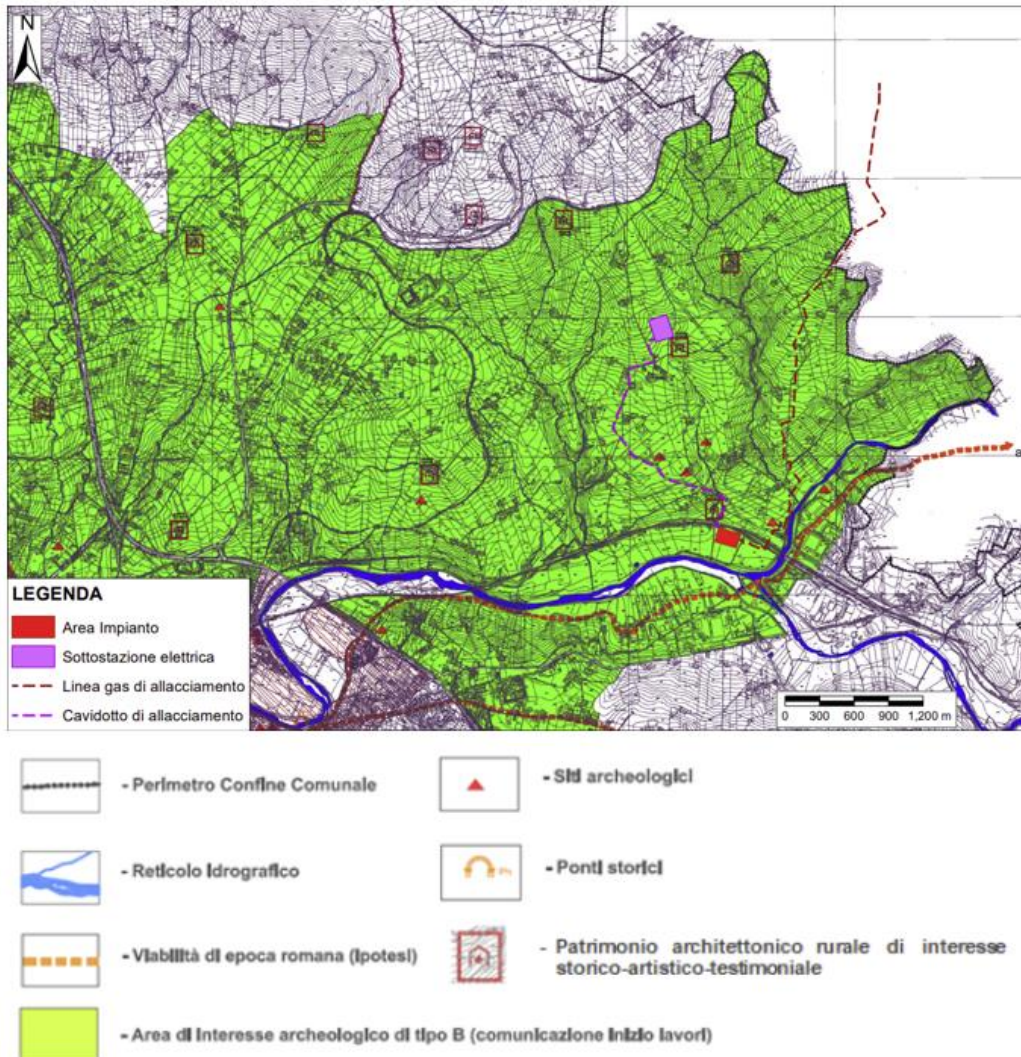 N
a
LEGENDA
Area Impianto
Sottostazione elettrica
Linea gas di allacciamento
Cavidotto di allacciamento
0 300 600 900 1,200 m
- Perimetro Confine Comunale
- Siti archeologici
- Reticolo idrografico
- Ponti storici
- Viabilità di epoca romana (ipotesi)
- Patrimonio architettonico rurale di interesse
storico-artistico-testimoniale
- Area di interesse archeologico di tipo B (comunicazione inizio lavori)